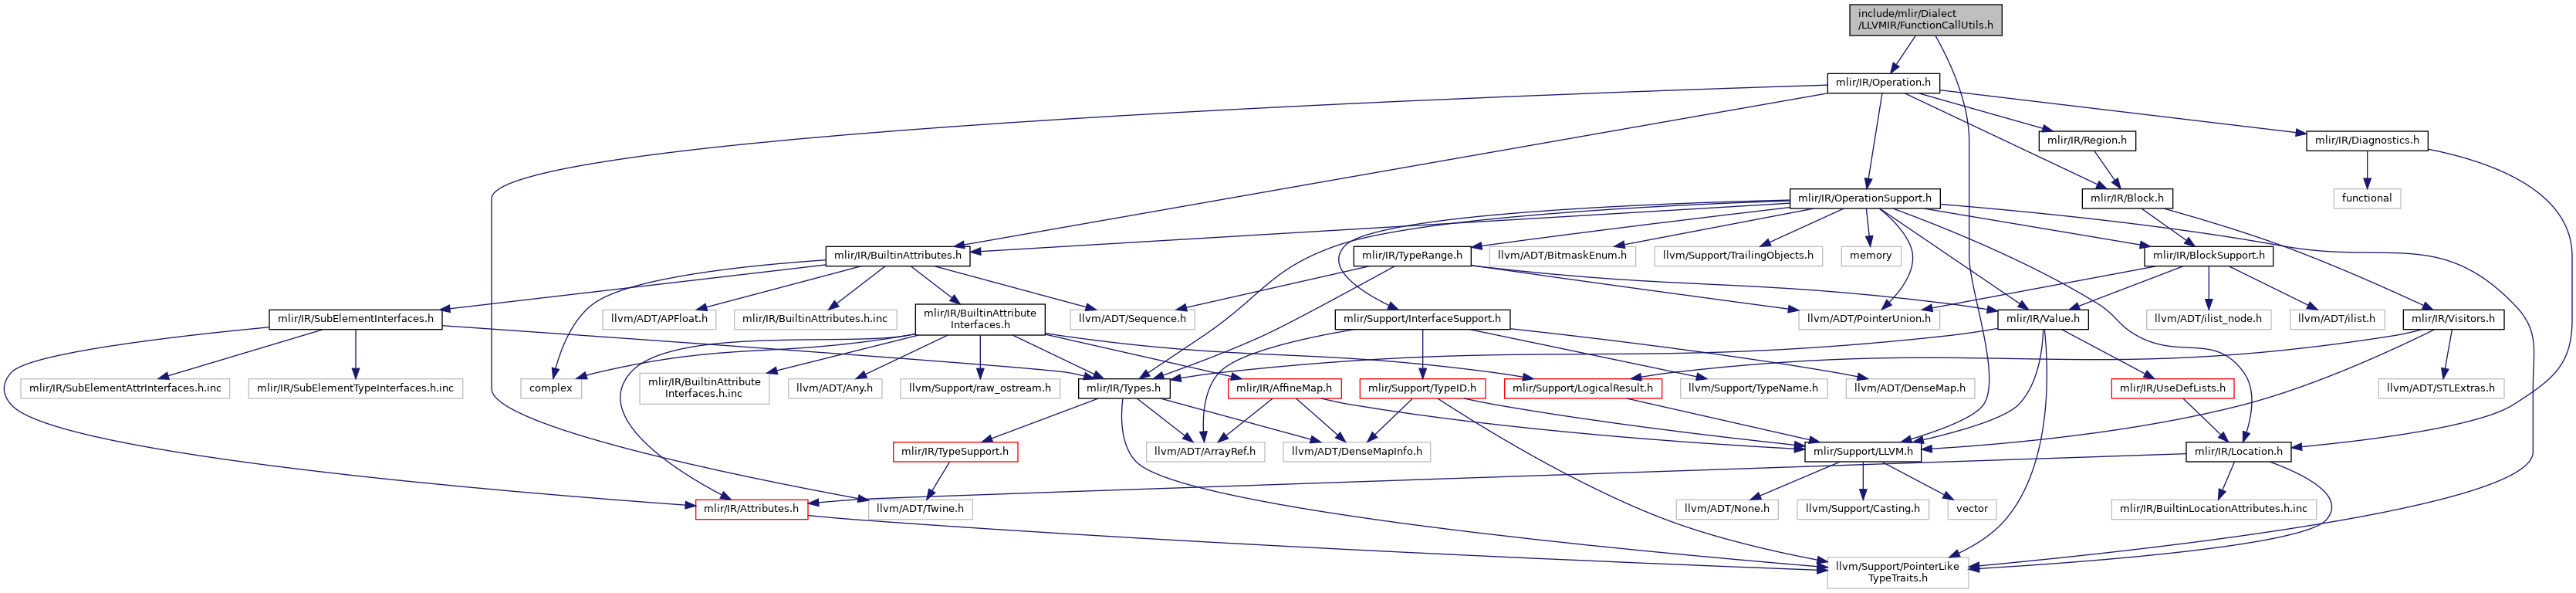 include/mlir/Dialect
/LLVMIR/FunctionCallUtils.h
mlir/IR/Operation.h
mlir/IR/Region.h
mlir/IR/Diagnostics.h
mlir/IR/OperationSupport.h
mlir/IR/Block.h
functional
mlir/IR/BuiltinAttributes.h
mlir/IR/TypeRange.h
llvm/ADT/BitmaskEnum.h
llvm/Support/TrailingObjects.h
memory
mlir/IR/BlockSupport.h
mlir/IR/SubElementInterfaces.h
llvm/ADT/APFloat.h
mlir/IR/BuiltinAttributes.h.inc
mlir/IR/BuiltinAttribute
Interfaces.h
llvm/ADT/Sequence.h
mlir/Support/InterfaceSupport.h
llvm/ADT/PointerUnion.h
mlir/IR/Value.h
llvm/ADT/ilist_node.h
llvm/ADT/ilist.h
mlir/IR/Visitors.h
mlir/IR/SubElementAttrInterfaces.h.inc
mlir/IR/SubElementTypeInterfaces.h.inc
complex
mlir/IR/BuiltinAttribute
Interfaces.h.inc
llvm/ADT/Any.h
llvm/Support/raw_ostream.h
mlir/IR/Types.h
mlir/IR/AffineMap.h
mlir/Support/TypeID.h
mlir/Support/LogicalResult.h
llvm/Support/TypeName.h
llvm/ADT/DenseMap.h
mlir/IR/UseDefLists.h
llvm/ADT/STLExtras.h
mlir/IR/TypeSupport.h
llvm/ADT/ArrayRef.h
llvm/ADT/DenseMapInfo.h
mlir/Support/LLVM.h
mlir/IR/Location.h
mlir/IR/Attributes.h
llvm/ADT/Twine.h
llvm/ADT/None.h
llvm/Support/Casting.h
vector
mlir/IR/BuiltinLocationAttributes.h.inc
llvm/Support/PointerLike
TypeTraits.h